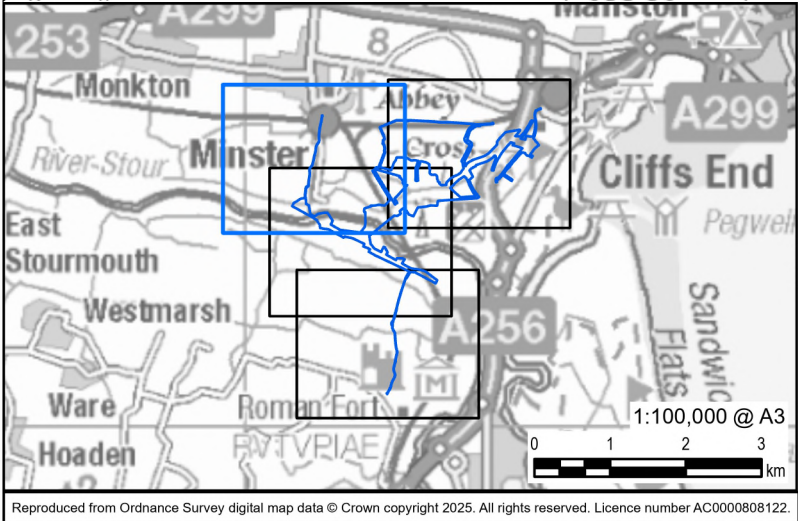 A299
Manston
A253
8
Monkton
Abbey
A299
Cross
River-Stour
Minster
Cliffs End
Pegwell
East
Stourmouth
Westmarsh
A256
Sandwic
Flats
Ware
Roman Fort
RVTVPIAE
Hoaden
1:100,000 @ A3
0 1 2 3
km
Reproduced from Ordnance Survey digital map data © Crown copyright 2025. All rights reserved. Licence number AC0000808122.